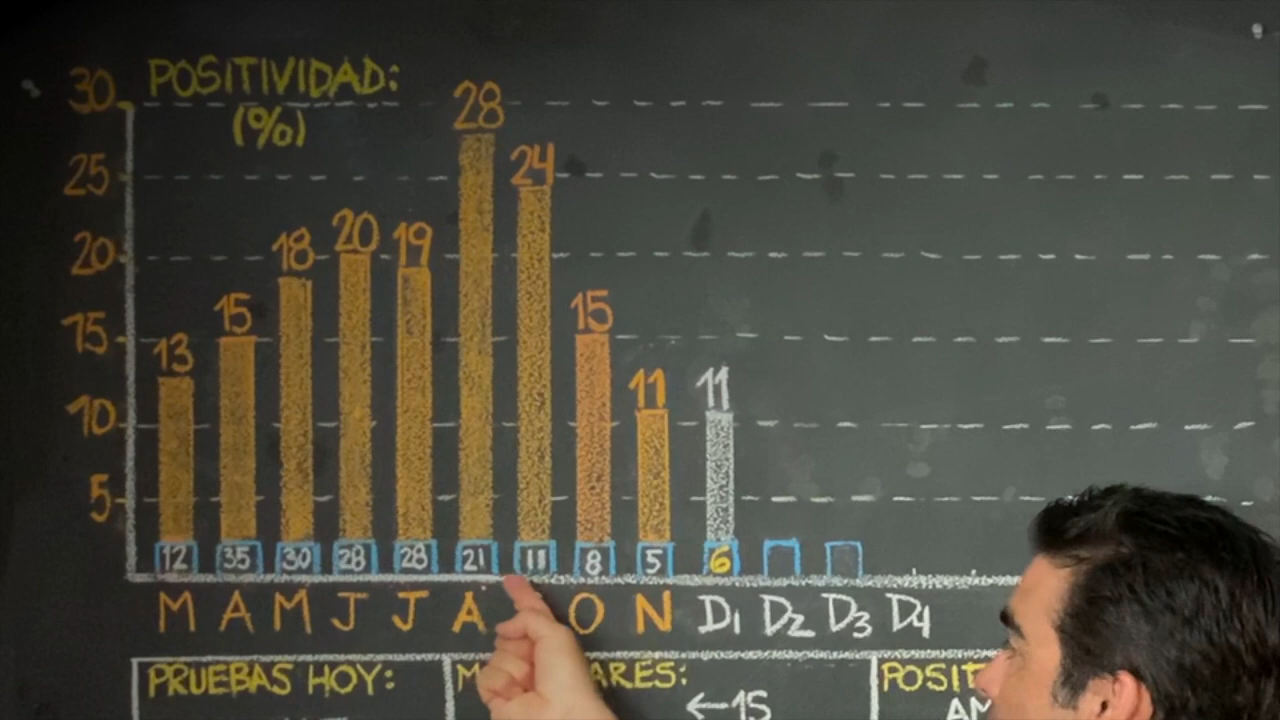 POSITIVIDAD:
(%)
30
25
20
15
10
5
13 15 18 20 19 28 24 15 11 11
12 35 30 28 28 21 11 8 5 6
M A M J J A O N D1 D2 D3 D4
PRUEBAS HOY:
ARES:
←15